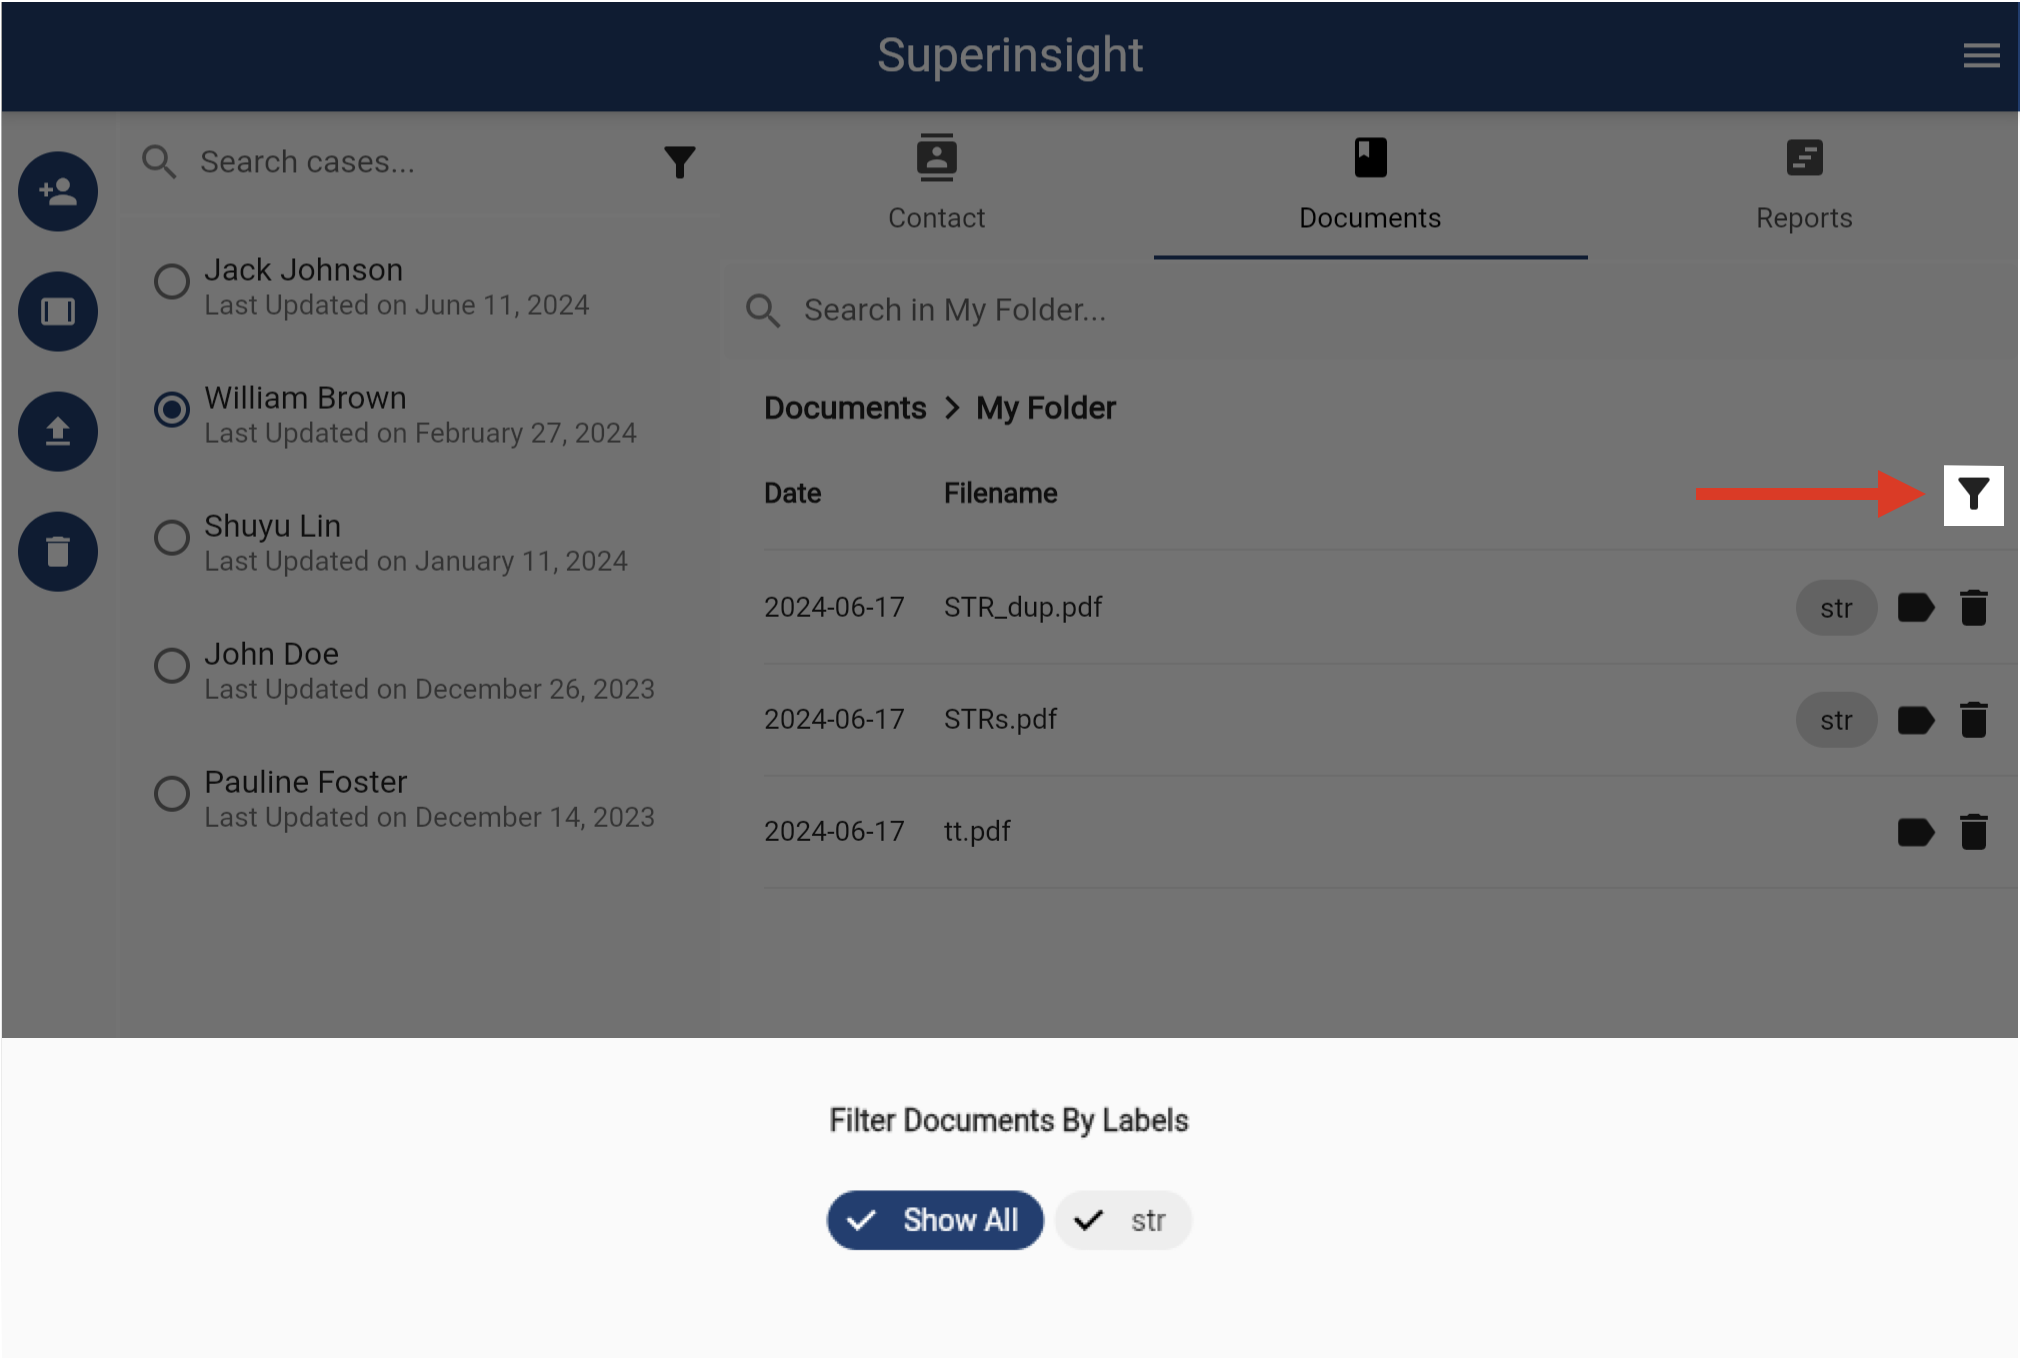 Superinsight
Search cases...
Jack Johnson
Last Updated on June 11, 2024
William Brown
Last Updated on February 27, 2024
Shuyu Lin
Last Updated on January 11, 2024
John Doe
Last Updated on December 26, 2023
Pauline Foster
Last Updated on December 14, 2023
Contact Documents Reports
Search in My Folder...
Documents > My Folder
Date Filename
2024-06-17 STR_dup.pdf str
2024-06-17 STRs.pdf str
2024-06-17 tt.pdf
Filter Documents By Labels
Show All str